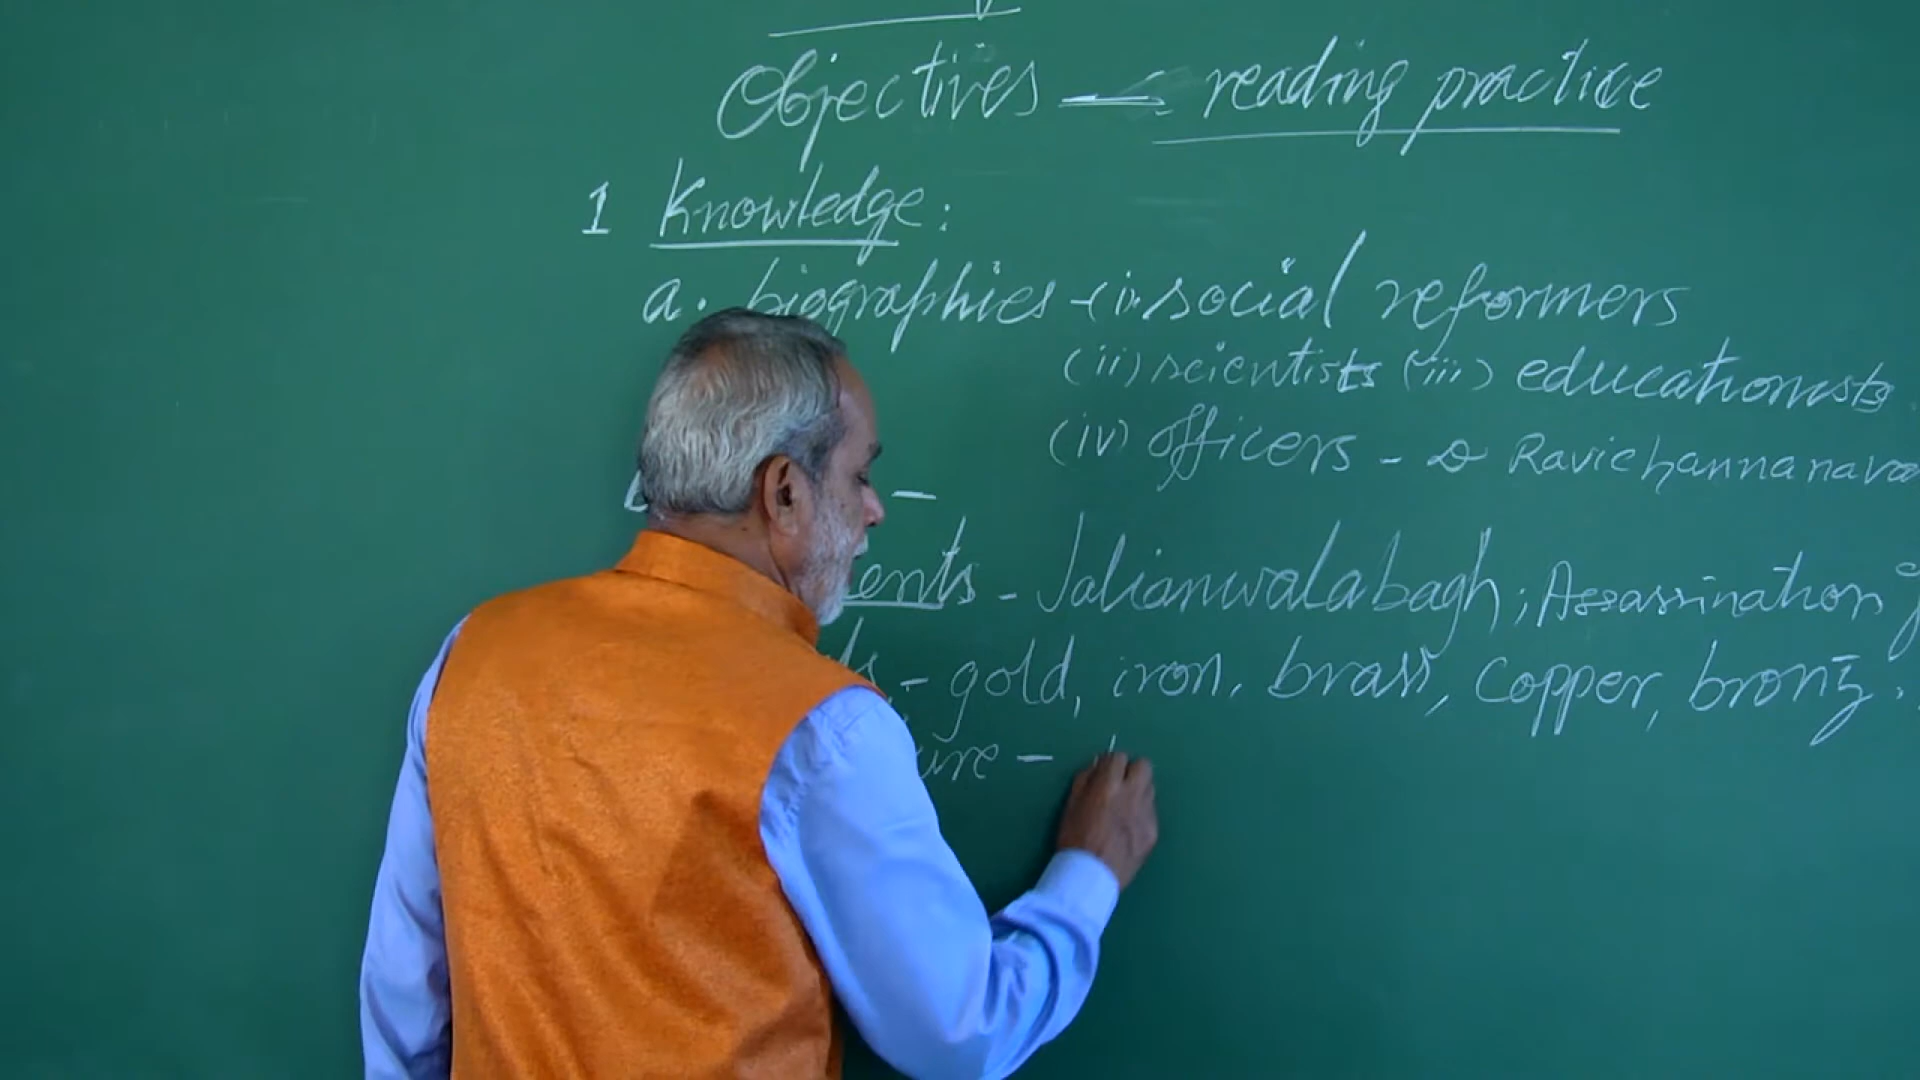 Objectives — reading practice
1 Knowledge:
a. biographies - (i) social reformers
(ii) scientists (iii) educationists
(iv) officers - Ravichannanava
-
ents - Jalianwalabagh; Assassination
- gold, iron, brass, copper, bronz
ure -